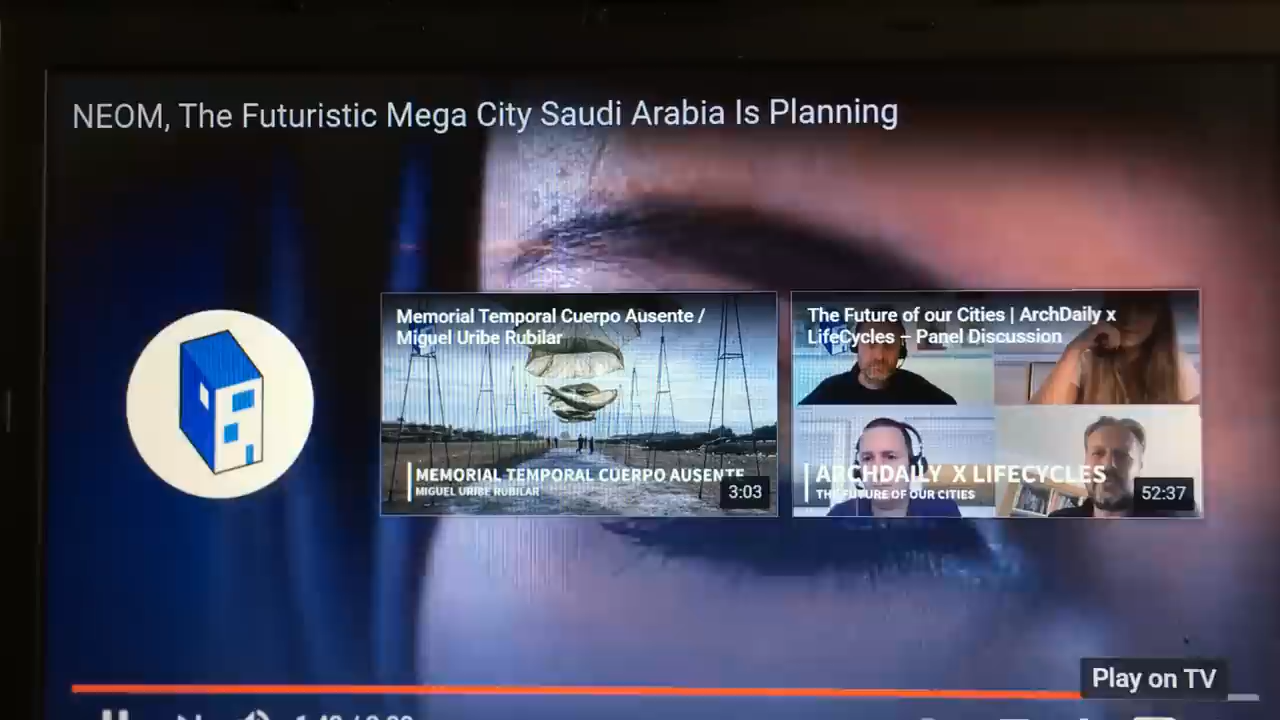 NEOM, The Futuristic Mega City Saudi Arabia Is Planning
Memorial Temporal Cuerpo Ausente /
Miguel Uribe Rubilar
MEMORIAL TEMPORAL CUERPO AUSENTE
MIGUEL URIBE RUBILAR
3:03
The Future of our Cities | ArchDaily x
LifeCycles – Panel Discussion
ARCHDAILY X LIFECYCLES
THE FUTURE OF OUR CITIES
52:37
Play on TV